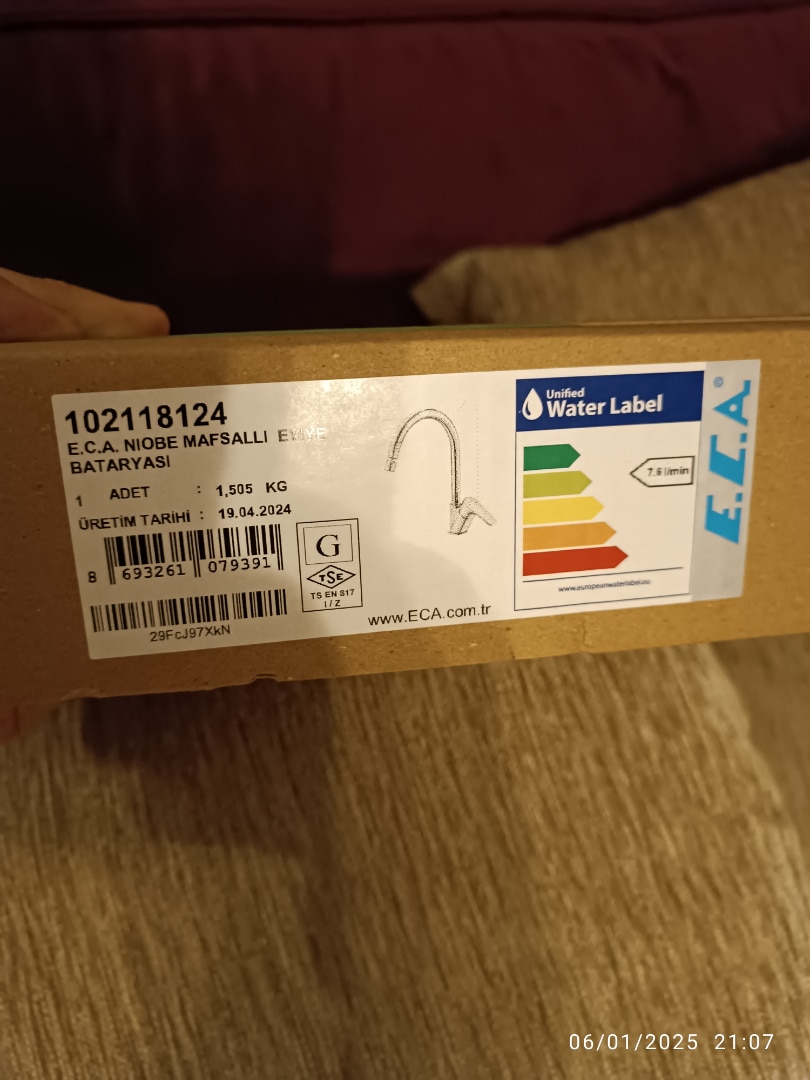 102118124
E.C.A. NIOBE MAFSALLI EVİYE
BATARYASI
1 ADET : 1,505 KG
ÜRETİM TARİHİ : 19.04.2024
8 693261 079391
29FcJ97XkN
G
TSE
TS EN 817
I / Z
www.ECA.com.tr
Unified
Water Label
7.6 l/min
www.europeanwaterlabel.eu
©
E.C.A
06/01/2025 21:07